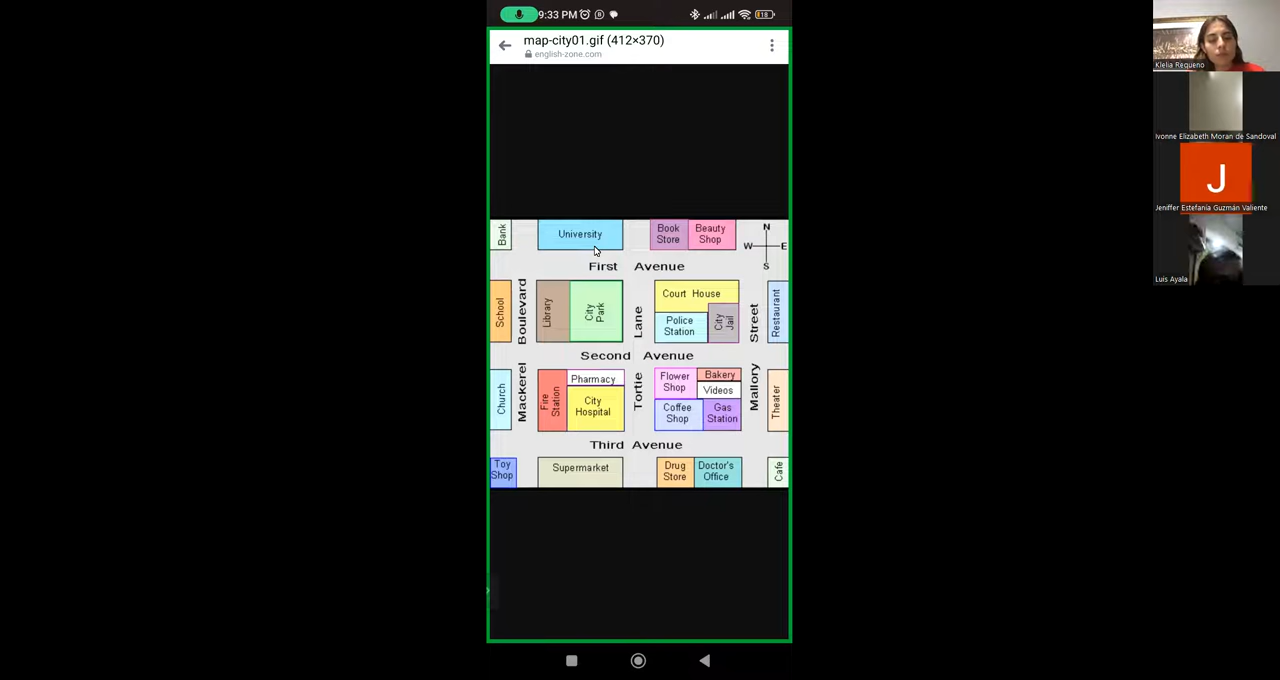 9:33 PM
18
map-city01.gif (412×370)
english-zone.com
Bank
University
Book Store
Beauty Shop
N
W E
S
First Avenue
School
Boulevard
Library
City Park
Lane
Court House
Police Station
City Jail
Street
Restaurant
Second Avenue
Church
Mackerel
Fire Station
Pharmacy
City Hospital
Tortie
Flower Shop
Bakery
Videos
Coffee Shop
Gas Station
Mallory
Theater
Third Avenue
Toy Shop
Supermarket
Drug Store
Doctor's Office
Cafe
Klelia Requeno
Ivonne Elizabeth Moran de Sandoval
J
Jeniffer Estefanía Guzmán Valiente
Luis Ayala